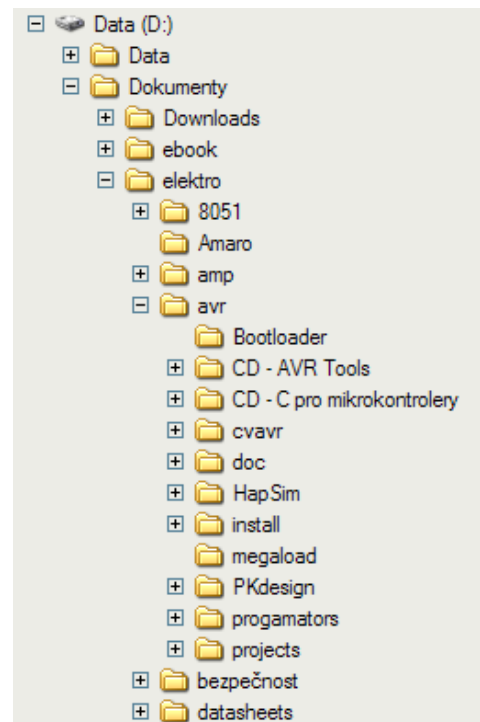 Data (D:)
Data
Dokumenty
Downloads
ebook
elektro
8051
Amaro
amp
avr
Bootloader
CD - AVR Tools
CD - C pro mikrokontrolery
cvavr
doc
HapSim
install
megaload
PKdesign
progamators
projects
bezpečnost
datasheets